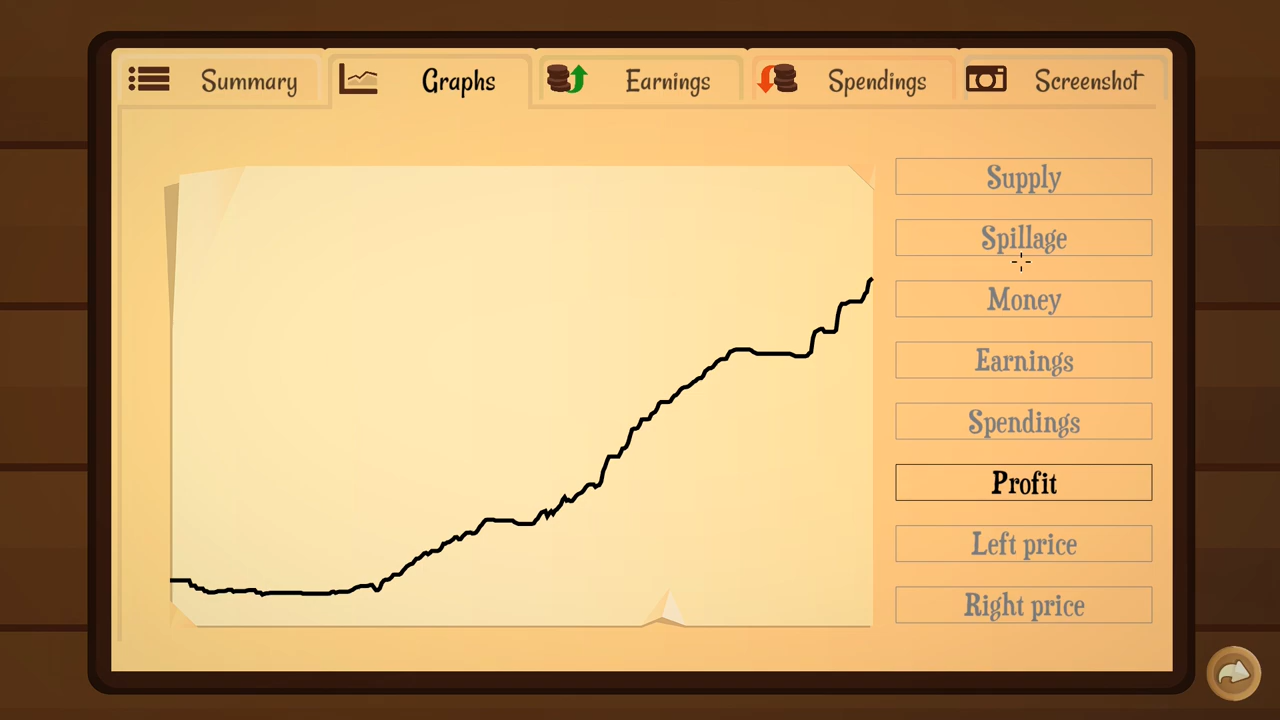 Summary
Graphs
Earnings
Spendings
Screenshot
Supply
Spillage
Money
Earnings
Spendings
Profit
Left price
Right price